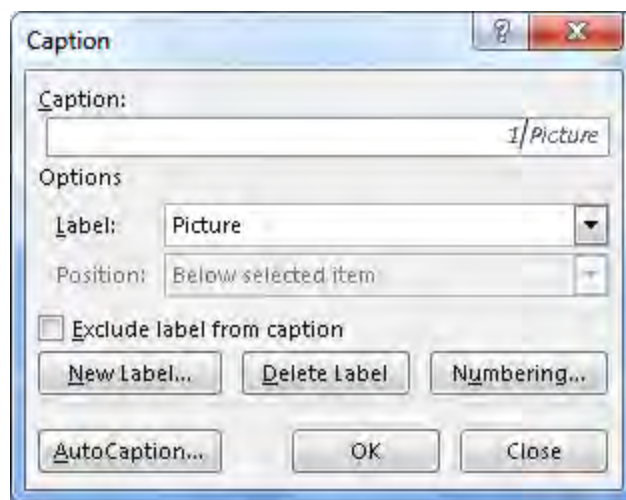 Caption
Caption:
1 Picture
Options
Label: Picture
Position: Below selected item
Exclude label from caption
New Label... Delete Label Numbering...
AutoCaption... OK Close